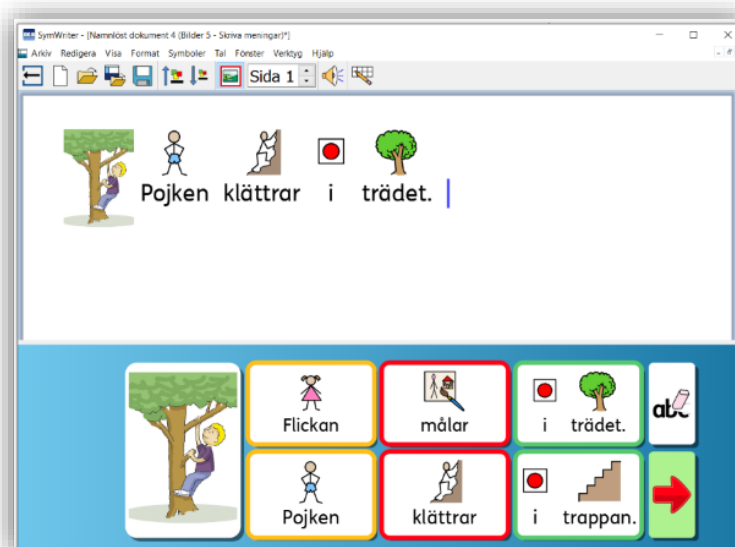 SymWriter - [Namnlöst dokument 4 (Bilder 5 - Skriva meningar)*]
Arkiv Redigera Visa Format Symboler Tal Fönster Verktyg Hjälp
Sida 1
Pojken klättrar i trädet.
Flickan målar i trädet. abc
Pojken klättrar i trappan.